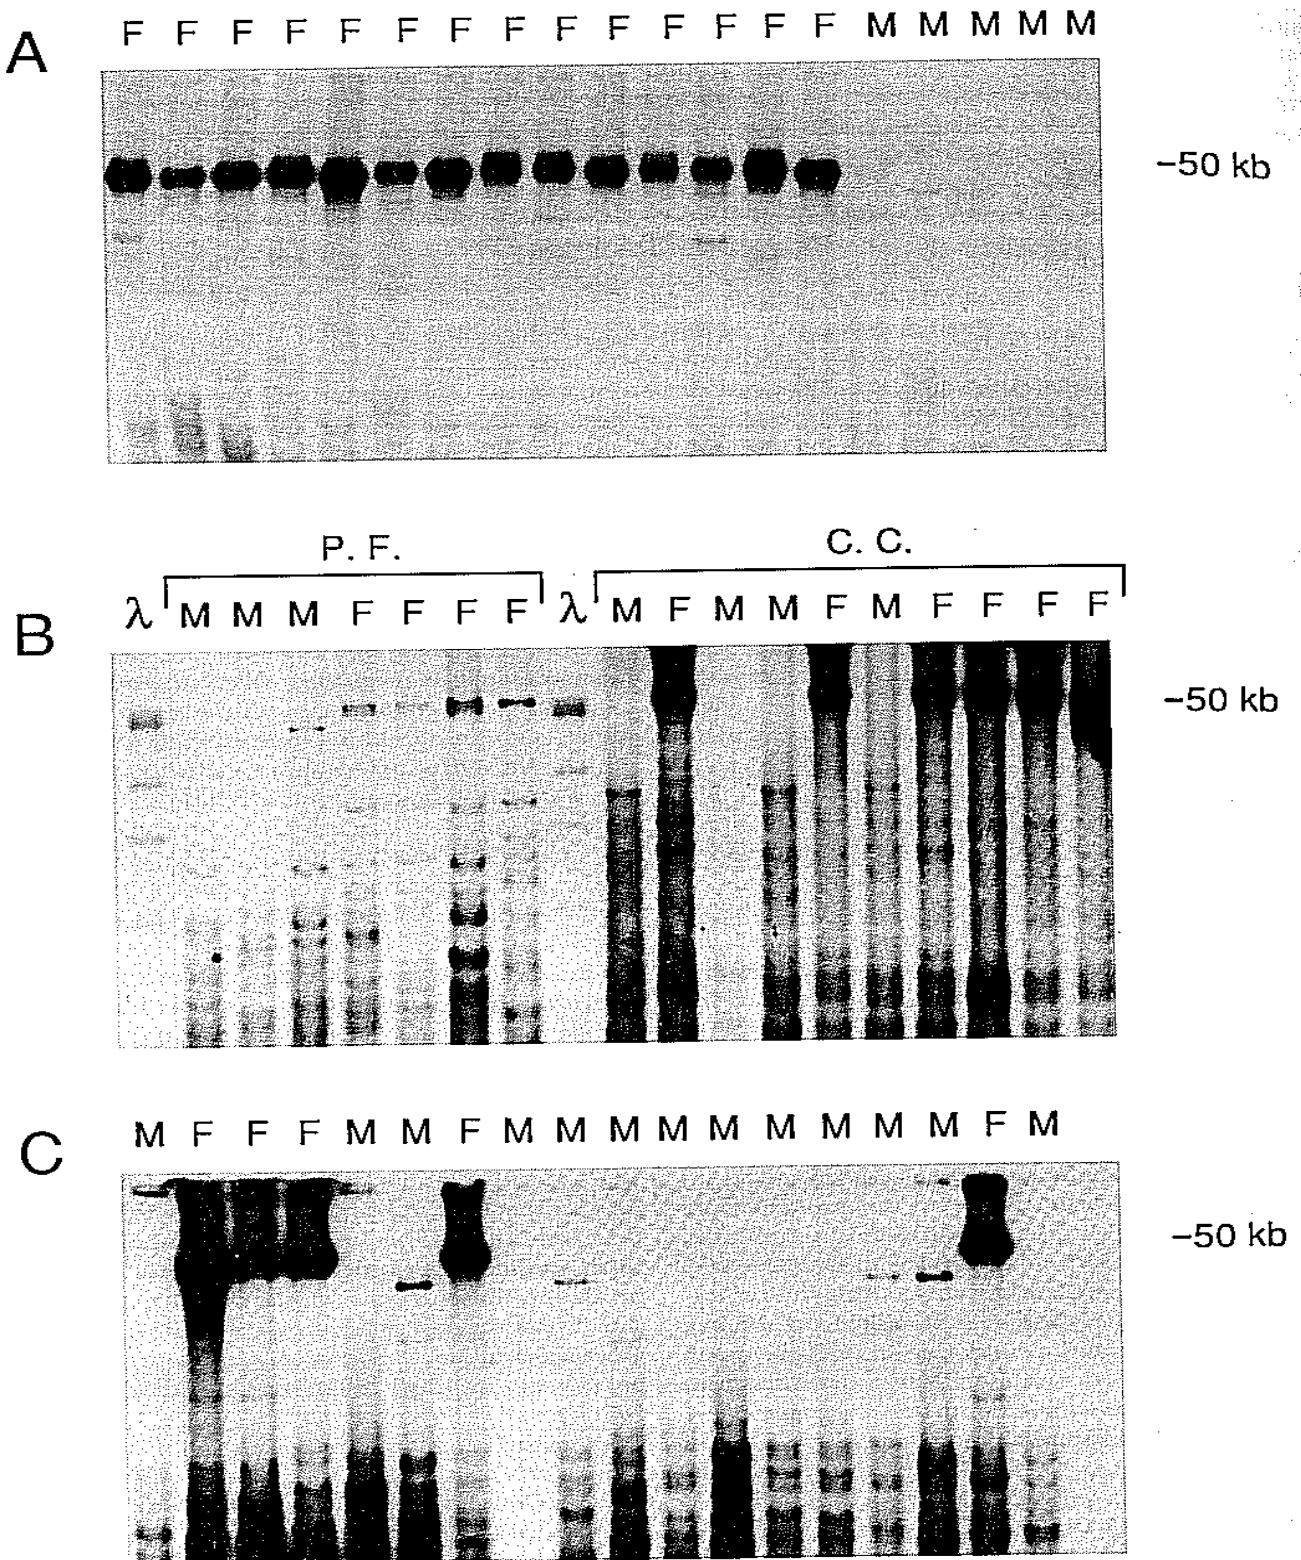 A
F F F F F F F F F F F F F F M M M M M
-50 kb
P. F. C. C.
B
λ M M M F F F F λ M F M M F M F F F F
-50 kb
C
M F F F M M F M M M M M M M M M F M
-50 kb